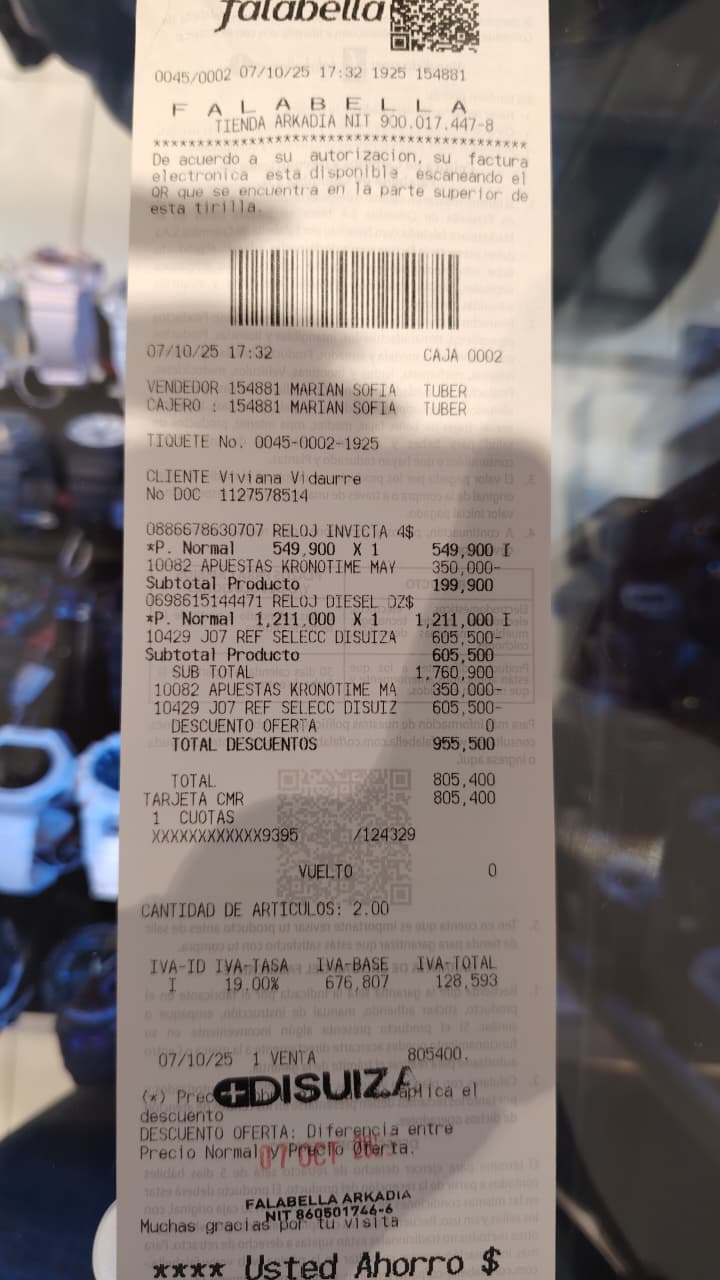 falabella
0045/0002 07/10/25 17:32 1925 154881
F A L A B E L L A
TIENDA ARKADIA NIT 900.017.447-8
******************************************
De acuerdo a su autorizacion, su factura
electronica esta disponible escaneando el
QR que se encuentra en la parte superior de
esta tirilla.
07/10/25 17:32 CAJA 0002
VENDEDOR 154881 MARIAN SOFIA TUBER
CAJERO : 154881 MARIAN SOFIA TUBER
TIQUETE No. 0045-0002-1925
CLIENTE Viviana Vidaurre
No DOC 1127578514
0886678630707 RELOJ INVICTA 4$
*P. Normal 549,900 X 1 549,900 I
10082 APUESTAS KRONOTIME MAY 350,000-
Subtotal Producto 199,900
0698615144471 RELOJ DIESEL DZ$
*P. Normal 1,211,000 X 1 1,211,000 I
10429 J07 REF SELECC DISUIZA 605,500-
Subtotal Producto 605,500
SUB TOTAL 1,760,900
10082 APUESTAS KRONOTIME MA 350,000-
10429 J07 REF SELECC DISUIZ 605,500-
DESCUENTO OFERTA 0
TOTAL DESCUENTOS 955,500
TOTAL 805,400
TARJETA CMR 805,400
1 CUOTAS
XXXXXXXXXXXX9395 /124329
VUELTO 0
CANTIDAD DE ARTICULOS: 2.00
IVA-ID IVA-TASA IVA-BASE IVA-TOTAL
I 19.00% 676,807 128,593
07/10/25 1 VENTA 805400.
DISUIZA
(*) Prec aplica el
descuento
DESCUENTO OFERTA: Diferencia entre
Precio Normal y Precio Oferta.
07 OCT
FALABELLA ARKADIA
NIT 860501746-6
Muchas gracias por tu visita
**** Usted Ahorro $